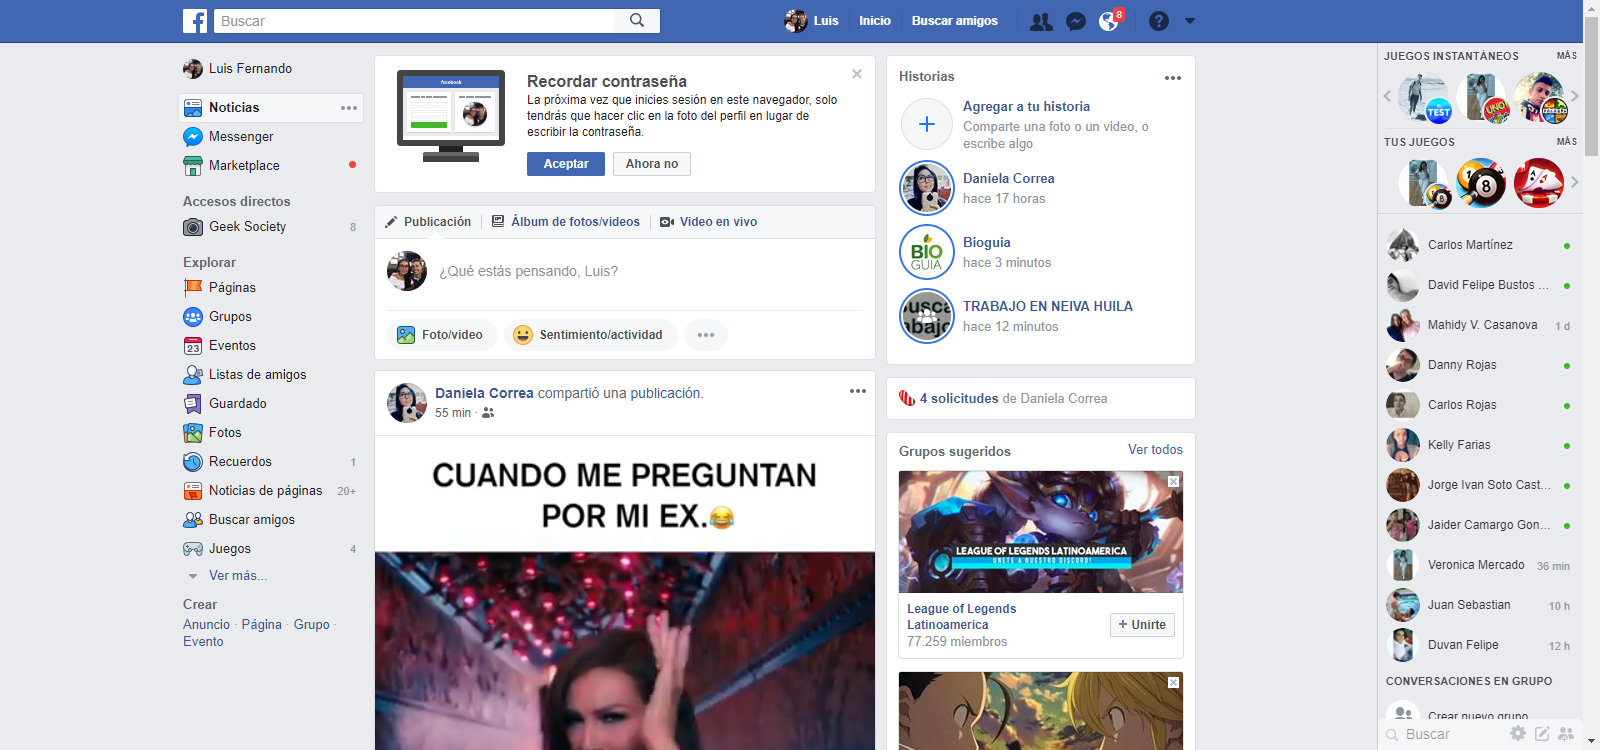 Buscar
Luis
Inicio
Buscar amigos
8
Luis Fernando
Noticias
Messenger
Marketplace
Accesos directos
Geek Society 8
Explorar
Páginas
Grupos
23 Eventos
Listas de amigos
Guardado
Fotos
Recuerdos 1
Noticias de páginas 20+
Buscar amigos
Juegos 4
Ver más...
Crear
Anuncio · Página · Grupo ·
Evento
facebook
Recordar contraseña
La próxima vez que inicies sesión en este navegador, solo
tendrás que hacer clic en la foto del perfil en lugar de
escribir la contraseña.
Aceptar
Ahora no
Publicación
Álbum de fotos/videos
Video en vivo
¿Qué estás pensando, Luis?
Foto/video
Sentimiento/actividad
Daniela Correa compartió una publicación.
55 min ·
CUANDO ME PREGUNTAN
POR MI EX.😂
Historias
Agregar a tu historia
Comparte una foto o un video, o
escribe algo
Daniela Correa
hace 17 horas
BIO
GUIA
Bioguia
hace 3 minutos
TRABAJO EN NEIVA HUILA
hace 12 minutos
4 solicitudes de Daniela Correa
Grupos sugeridos
Ver todos
LEAGUE OF LEGENDS LATINOAMERICA
UNETE A NUESTRO DISCORD!
League of Legends
Latinoamerica
77.259 miembros
+ Unirte
JUEGOS INSTANTÁNEOS
MÁS
TEST
UNO
TUS JUEGOS
MÁS
8
8
A A
Carlos Martínez
David Felipe Bustos ...
Mahidy V. Casanova 1 d
Danny Rojas
Carlos Rojas
Kelly Farias
Jorge Ivan Soto Cast...
Jaider Camargo Gon...
Veronica Mercado 36 min
Juan Sebastian 10 h
Duvan Felipe 12 h
CONVERSACIONES EN GRUPO
Crear nuevo grupo
Buscar